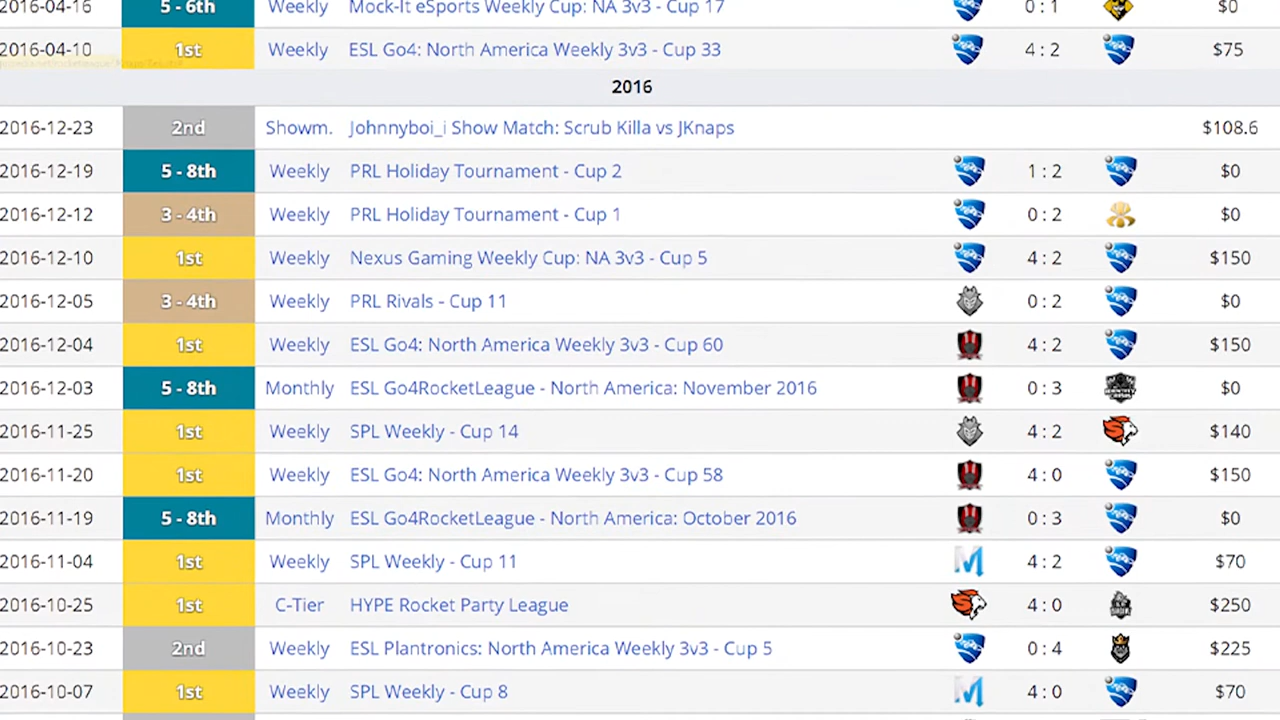 2016-04-16 5 - 6th Weekly Mock-It eSports Weekly Cup: NA 3v3 - Cup 17 0 : 1 $0
2016-04-10 1st Weekly ESL Go4: North America Weekly 3v3 - Cup 33 4 : 2 $75
2016
2016-12-23 2nd Showm. Johnnyboi_i Show Match: Scrub Killa vs JKnaps $108.6
2016-12-19 5 - 8th Weekly PRL Holiday Tournament - Cup 2 1 : 2 $0
2016-12-12 3 - 4th Weekly PRL Holiday Tournament - Cup 1 0 : 2 $0
2016-12-10 1st Weekly Nexus Gaming Weekly Cup: NA 3v3 - Cup 5 4 : 2 $150
2016-12-05 3 - 4th Weekly PRL Rivals - Cup 11 0 : 2 $0
2016-12-04 1st Weekly ESL Go4: North America Weekly 3v3 - Cup 60 4 : 2 $150
2016-12-03 5 - 8th Monthly ESL Go4RocketLeague - North America: November 2016 0 : 3 $0
2016-11-25 1st Weekly SPL Weekly - Cup 14 4 : 2 $140
2016-11-20 1st Weekly ESL Go4: North America Weekly 3v3 - Cup 58 4 : 0 $150
2016-11-19 5 - 8th Monthly ESL Go4RocketLeague - North America: October 2016 0 : 3 $0
2016-11-04 1st Weekly SPL Weekly - Cup 11 4 : 2 $70
2016-10-25 1st C-Tier HYPE Rocket Party League 4 : 0 $250
2016-10-23 2nd Weekly ESL Plantronics: North America Weekly 3v3 - Cup 5 0 : 4 $225
2016-10-07 1st Weekly SPL Weekly - Cup 8 4 : 0 $70